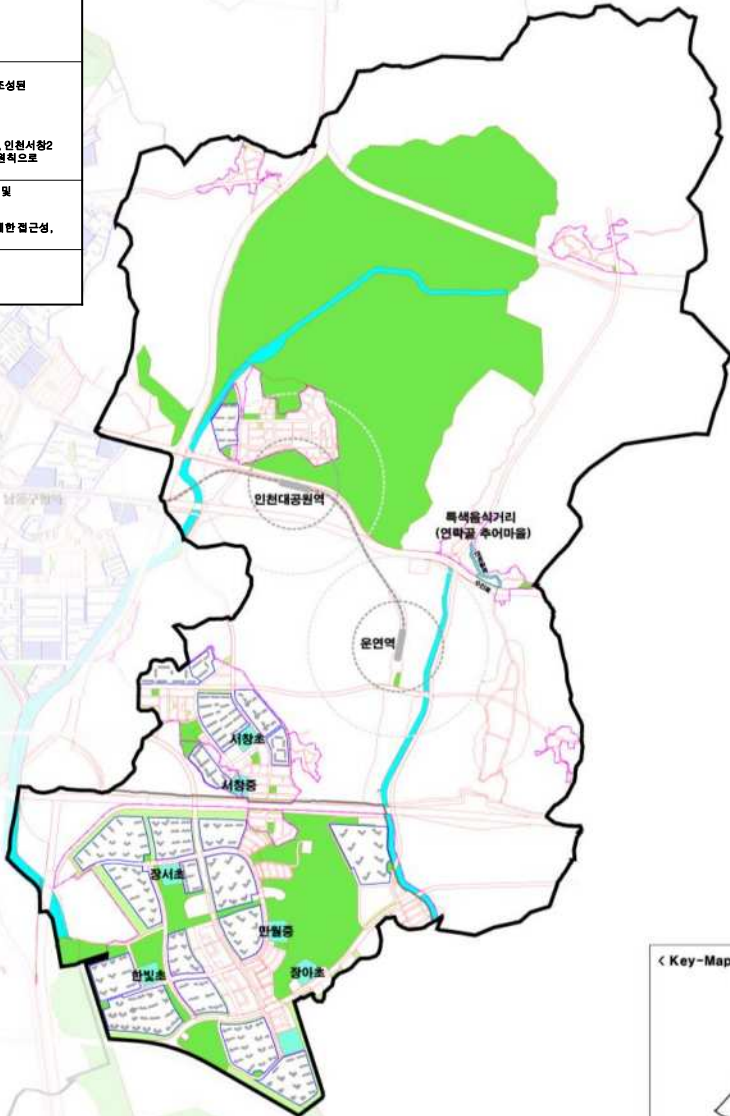 조성된
, 인천서창2
원칙으로
및
대한 접근성,
인천대공원역
특색음식거리
(연락골 추어마을)
운연역
서창초
서창중
장서초
만월중
한빛초
장아초
< Key-Map